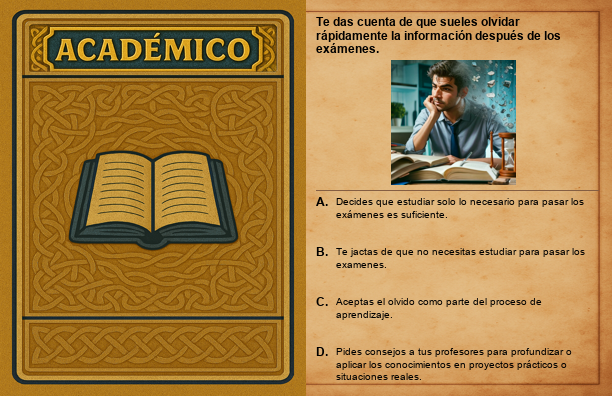 ACADÉMICO
Te das cuenta de que sueles olvidar
rápidamente la información después de los
exámenes.
A. Decides que estudiar solo lo necesario para pasar los
exámenes es suficiente.
B. Te jactas de que no necesitas estudiar para pasar los
examenes.
C. Aceptas el olvido como parte del proceso de
aprendizaje.
D. Pides consejos a tus profesores para profundizar o
aplicar los conocimientos en proyectos prácticos o
situaciones reales.